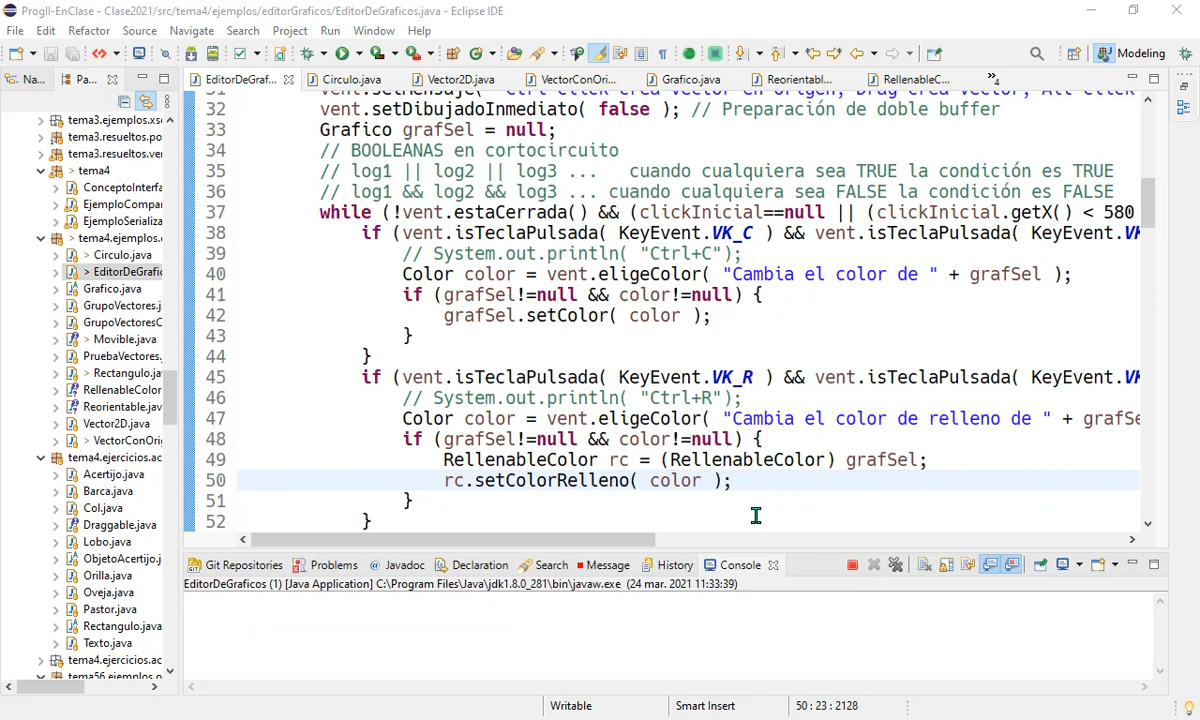 ProgII-EnClase - Clase2021/src/tema4/ejemplos/editorGraficos/EditorDeGraficos.java - Eclipse IDE
File Edit Refactor Source Navigate Search Project Run Window Help
Modeling
Na... Pa... EditorDeGraf... Circulo.java Vector2D.java VectorConOri... Grafico.java Reorientabl... RellenableC... »4
tema3.ejemplos.xs
tema3.resueltos.po
tema3.resueltos.ver
> tema4
ConceptoInterfa
EjemploCompar
EjemploSerializa
> tema4.ejemplos.
> Circulo.java
> EditorDeGrafic
Grafico.java
GrupoVectores.j
GrupoVectoresC
> Movible.java
PruebaVectores.
> Rectangulo.ja
RellenableColor
Reorientable.jav
Vector2D.java
> VectorConOri
tema4.ejercicios.ac
Acertijo.java
Barca.java
Col.java
Draggable.java
Lobo.java
ObjetoAcertijo.j
Orilla.java
Oveja.java
Pastor.java
Rectangulo.java
Texto.java
tema4.ejercicios.ac
tema56.ejemplos.o
32 vent.setDibujadoInmediato( false ); // Preparación de doble buffer
33 Grafico grafSel = null;
34 // BOOLEANAS en cortocircuito
35 // log1 || log2 || log3 ... cuando cualquiera sea TRUE la condición es TRUE
36 // log1 && log2 && log3 ... cuando cualquiera sea FALSE la condición es FALSE
37 while (!vent.estaCerrada() && (clickInicial==null || (clickInicial.getX() < 580
38 if (vent.isTeclaPulsada( KeyEvent.VK_C ) && vent.isTeclaPulsada( KeyEvent.VK
39 // System.out.println( "Ctrl+C");
40 Color color = vent.eligeColor( "Cambia el color de " + grafSel );
41 if (grafSel!=null && color!=null) {
42 grafSel.setColor( color );
43 }
44 }
45 if (vent.isTeclaPulsada( KeyEvent.VK_R ) && vent.isTeclaPulsada( KeyEvent.VK
46 // System.out.println( "Ctrl+R");
47 Color color = vent.eligeColor( "Cambia el color de relleno de " + grafSe
48 if (grafSel!=null && color!=null) {
49 RellenableColor rc = (RellenableColor) grafSel;
50 rc.setColorRelleno( color );
51 }
52 }
Git Repositories Problems @ Javadoc Declaration Search Message History Console
EditorDeGraficos (1) [Java Application] C:\Program Files\Java\jdk1.8.0_281\bin\javaw.exe (24 mar. 2021 11:33:39)
Writable Smart Insert 50 : 23 : 2128